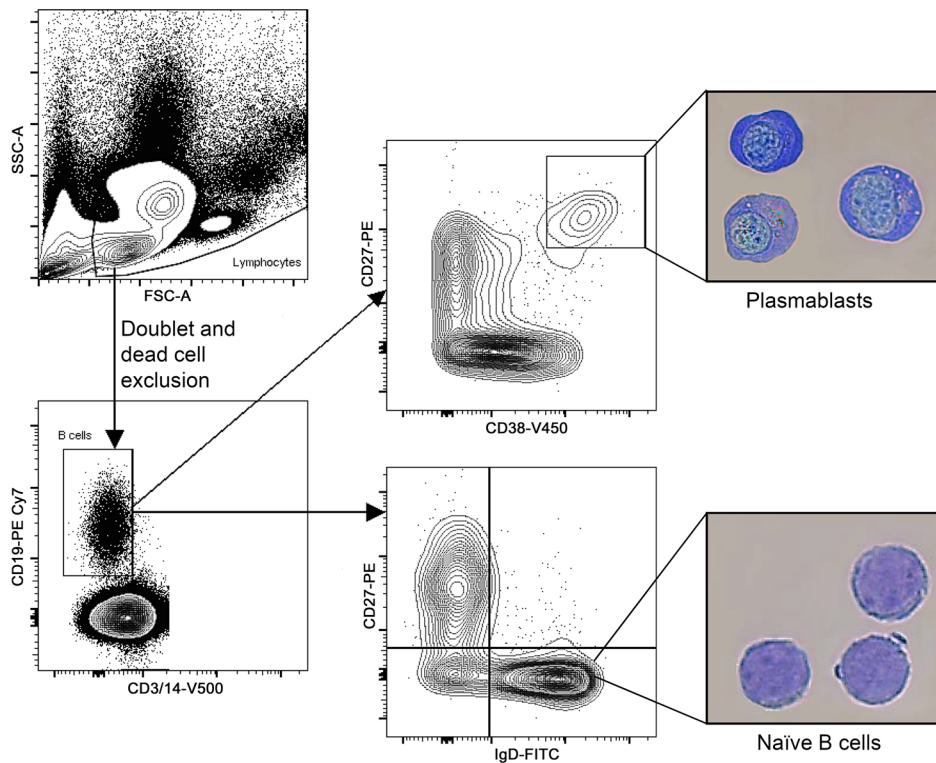 SSC-A
Lymphocytes
FSC-A
Doublet and
dead cell
exclusion
CD27-PE
CD38-V450
Plasmablasts
B cells
CD19-PE Cy7
CD3/14-V500
CD27-PE
IgD-FITC
Naïve B cells